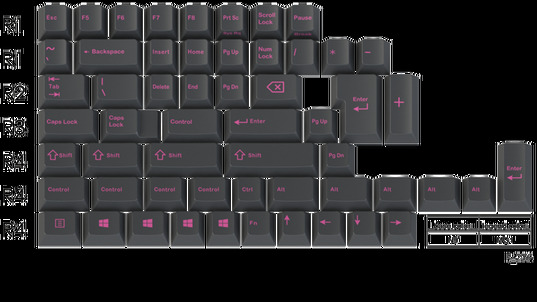 R1 Esc F5 F6 F7 F8 Prt Sc Scroll Lock Pause
R1 ~ ` ← Backspace Insert Home Pg Up Num Lock / * −
R2 Tab | \ Delete End Pg Dn Enter +
R3 Caps Lock Caps Lock Control Enter Pg Up
R4 Shift Shift Shift Shift Pg Dn Enter
R4 Control Control Control Control Ctrl Alt Alt Alt Alt Alt
R4 Fn ↑ ← ↓ →